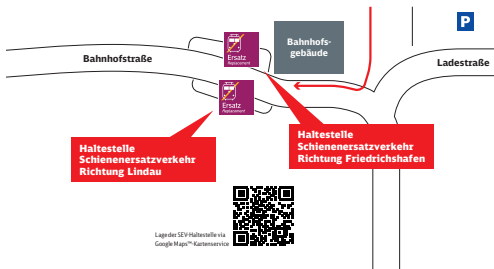 P
Bahnhofstraße
Ersatz
Replacement
Bahnhofs-
gebäude
Ladestraße
Ersatz
Replacement
Haltestelle
Schienenersatzverkehr
Richtung Lindau
Haltestelle
Schienenersatzverkehr
Richtung Friedrichshafen
Lage der SEV-Haltestelle via
Google Maps™-Kartenservice